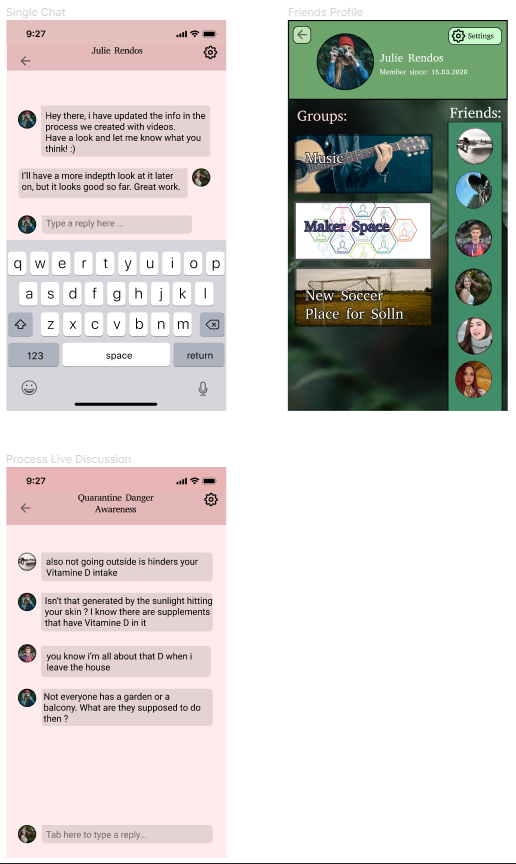 Single Chat
9:27
Julie Rendos
Hey there, i have updated the info in the
process we created with videos.
Have a look and let me know what you
think! :)
I'll have a more indepth look at it later
on, but it looks good so far. Great work.
Type a reply here ...
q w e r t y u i o p
a s d f g h j k l
z x c v b n m
123 space return
Friends Profile
Settings
Julie Rendos
Member since: 15.03.2020
Groups:
Friends:
Music
Maker Space
New Soccer
Place for Solln
Process Live Discussion
9:27
Quarantine Danger
Awareness
also not going outside is hinders your
Vitamine D intake
Isn't that generated by the sunlight hitting
your skin ? I know there are supplements
that have Vitamine D in it
you know i'm all about that D when i
leave the house
Not everyone has a garden or a
balcony. What are they supposed to do
then ?
Tab here to type a reply...